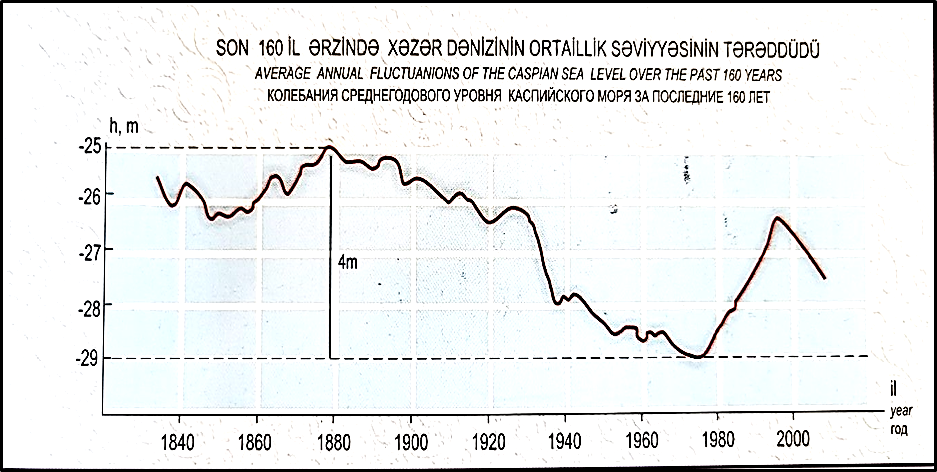 SON 160 İL ƏRZİNDƏ XƏZƏR DƏNİZİNİN ORTAİLLİK SƏVİYYƏSİNİN TƏRƏDDÜDÜ
AVERAGE ANNUAL FLUCTUANIONS OF THE CASPIAN SEA LEVEL OVER THE PAST 160 YEARS
КОЛЕБАНИЯ СРЕДНЕГОДОВОГО УРОВНЯ КАСПИЙСКОГО МОРЯ ЗА ПОСЛЕДНИЕ 160 ЛЕТ
h, m
-25
-26
-27
4m
-28
-29
il
year
год
1840 1860 1880 1900 1920 1940 1960 1980 2000